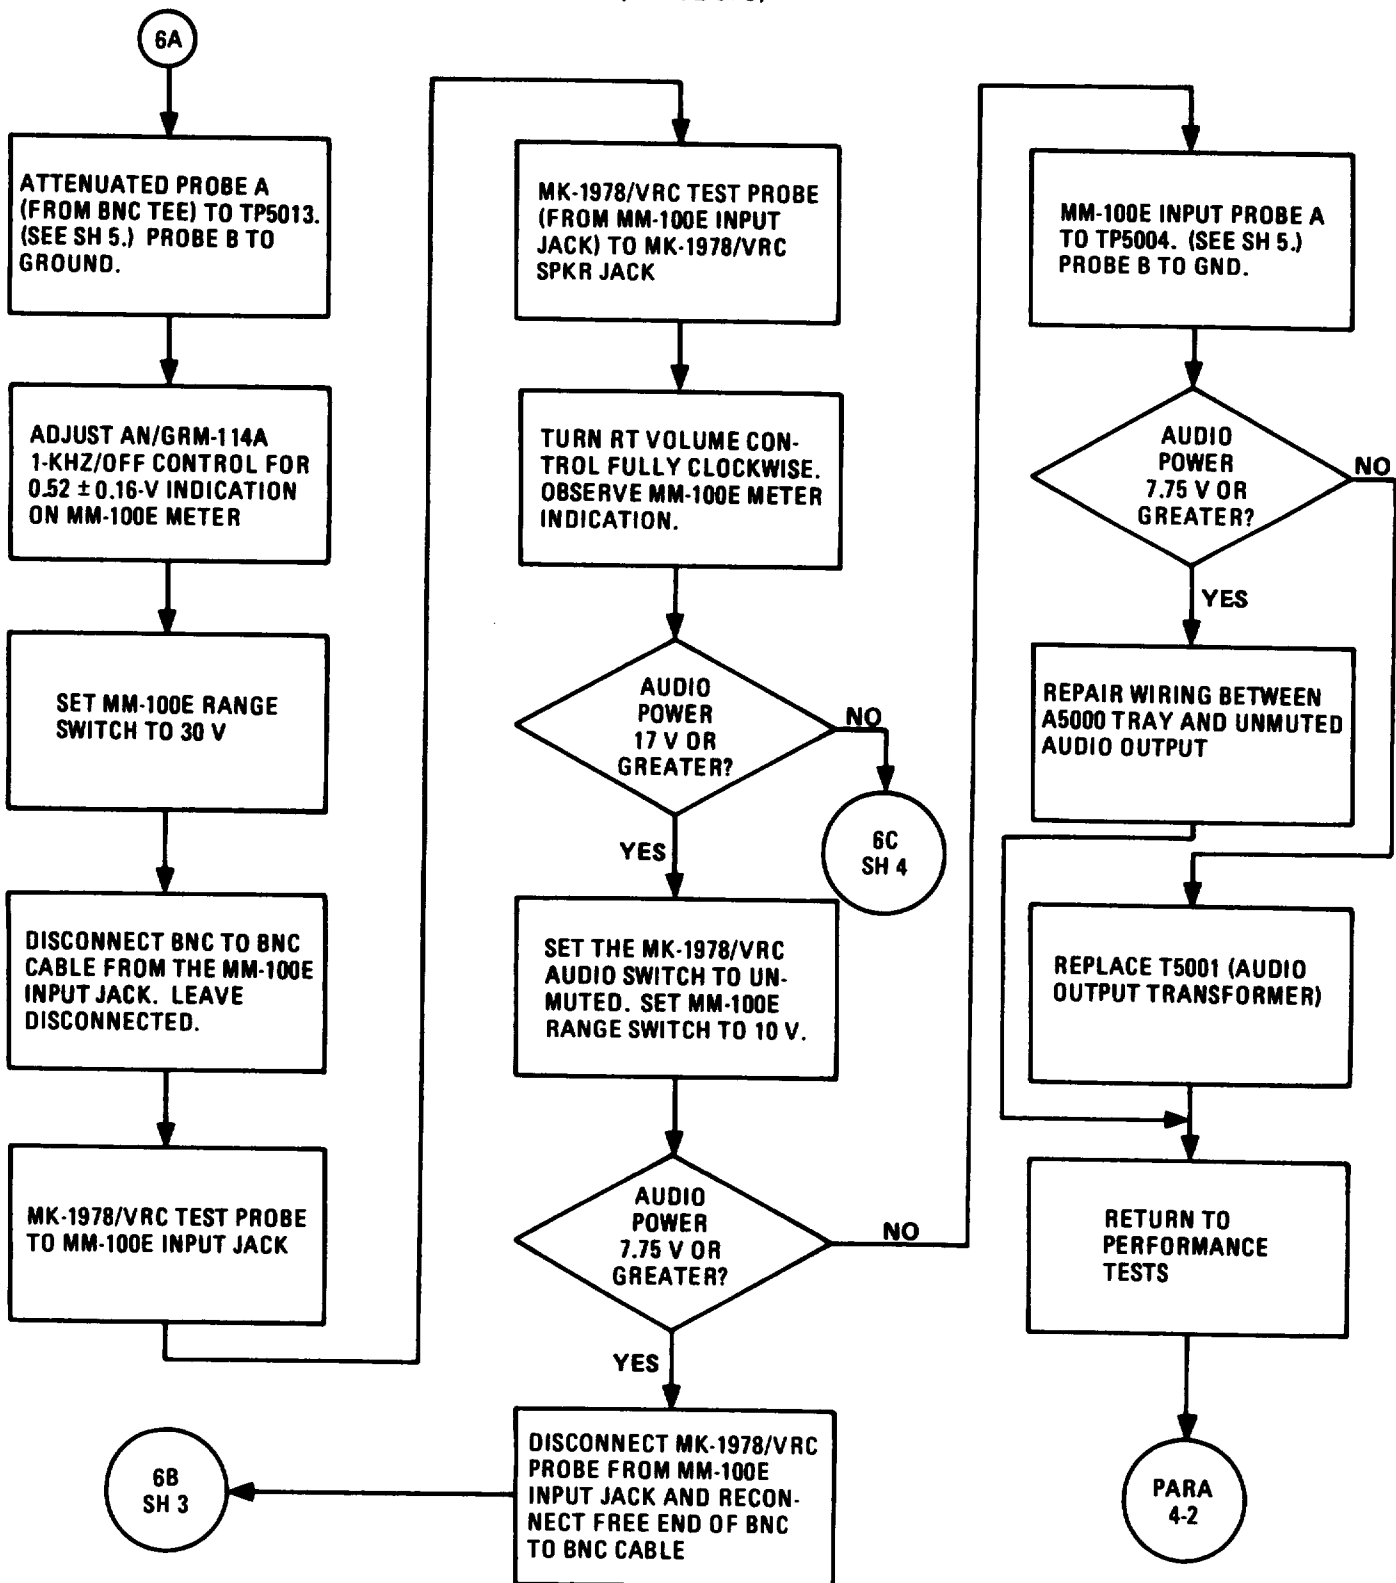 6A
ATTENUATED PROBE A
(FROM BNC TEE) TO TP5013.
(SEE SH 5.) PROBE B TO
GROUND.
ADJUST AN/GRM-114A
1-KHZ/OFF CONTROL FOR
0.52 ± 0.16-V INDICATION
ON MM-100E METER
SET MM-100E RANGE
SWITCH TO 30 V
DISCONNECT BNC TO BNC
CABLE FROM THE MM-100E
INPUT JACK. LEAVE
DISCONNECTED.
MK-1978/VRC TEST PROBE
TO MM-100E INPUT JACK
MK-1978/VRC TEST PROBE
(FROM MM-100E INPUT
JACK) TO MK-1978/VRC
SPKR JACK
TURN RT VOLUME CON-
TROL FULLY CLOCKWISE.
OBSERVE MM-100E METER
INDICATION.
AUDIO
POWER
17 V OR
GREATER?
NO
6C
SH 4
YES
SET THE MK-1978/VRC
AUDIO SWITCH TO UN-
MUTED. SET MM-100E
RANGE SWITCH TO 10 V.
AUDIO
POWER
7.75 V OR
GREATER?
NO
YES
DISCONNECT MK-1978/VRC
PROBE FROM MM-100E
INPUT JACK AND RECON-
NECT FREE END OF BNC
TO BNC CABLE
6B
SH 3
MM-100E INPUT PROBE A
TO TP5004. (SEE SH 5.)
PROBE B TO GND.
AUDIO
POWER
7.75 V OR
GREATER?
NO
YES
REPAIR WIRING BETWEEN
A5000 TRAY AND UNMUTED
AUDIO OUTPUT
REPLACE T5001 (AUDIO
OUTPUT TRANSFORMER)
RETURN TO
PERFORMANCE
TESTS
PARA
4-2